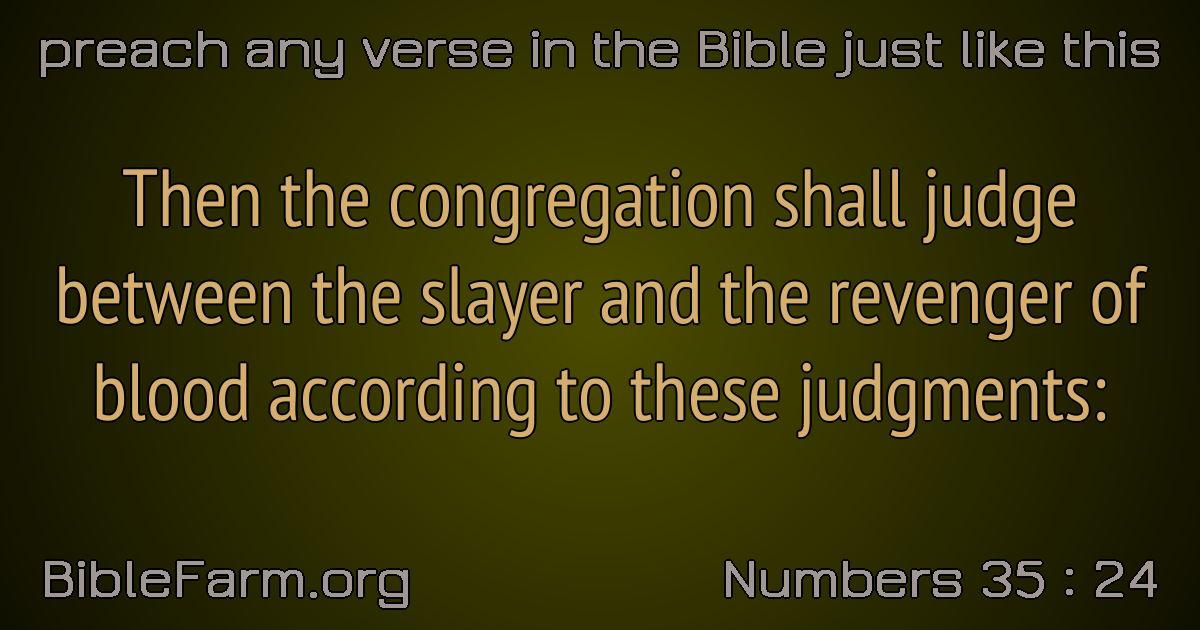 preach any verse in the Bible just like this
Then the congregation shall judge
between the slayer and the revenger of
blood according to these judgments:
BibleFarm.org
Numbers 35 : 24